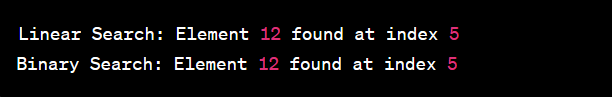 Linear Search: Element 12 found at index 5
Binary Search: Element 12 found at index 5